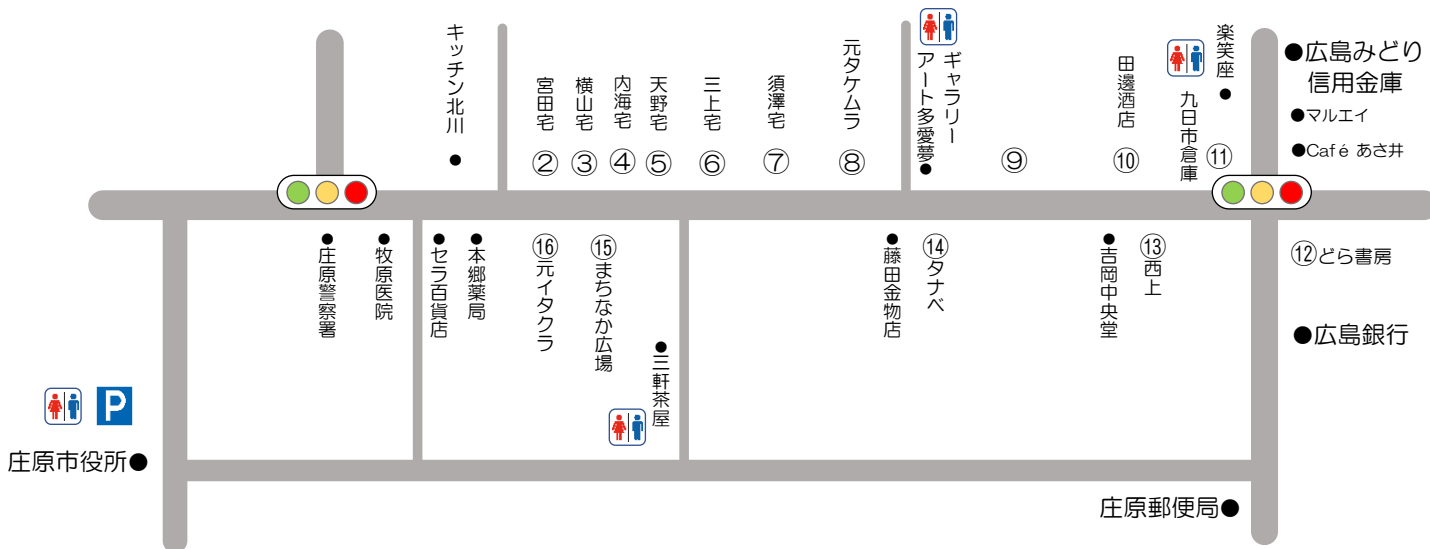 キッチン北川
宮田宅
②
横山宅
③
内海宅
④
天野宅
⑤
三上宅
⑥
須澤宅
⑦
元タケムラ
⑧
ギャラリー
アート多愛夢
⑨
田邊酒店
⑩
九日市倉庫
楽笑座
⑪
広島みどり
信用金庫
マルエイ
Café あさ井
庄原警察署
牧原医院
セラ百貨店
本郷薬局
⑯元イタクラ
⑮まちなか広場
三軒茶屋
藤田金物店
⑭タナベ
吉岡中央堂
⑬西上
⑫どら書房
広島銀行
P
庄原市役所
庄原郵便局